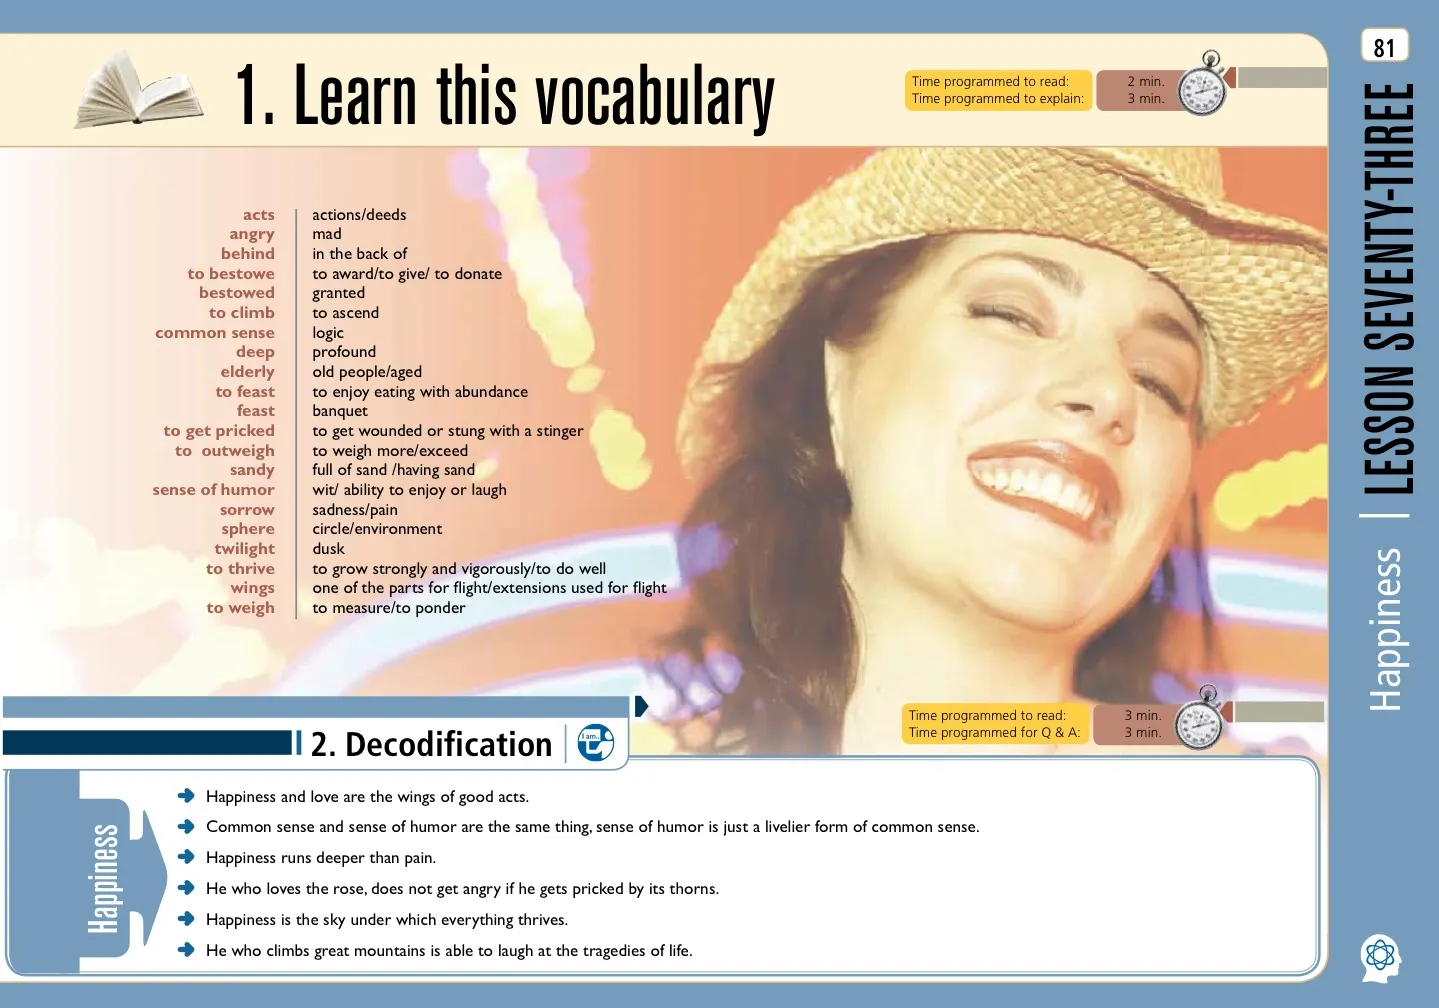 81
1. Learn this vocabulary
Time programmed to read: 2 min.
Time programmed to explain: 3 min.
LESSON SEVENTY-THREE
Happiness
acts actions/deeds
angry mad
behind in the back of
to bestowe to award/to give/ to donate
bestowed granted
to climb to ascend
common sense logic
deep profound
elderly old people/aged
to feast to enjoy eating with abundance
feast banquet
to get pricked to get wounded or stung with a stinger
to outweigh to weigh more/exceed
sandy full of sand /having sand
sense of humor wit/ ability to enjoy or laugh
sorrow sadness/pain
sphere circle/environment
twilight dusk
to thrive to grow strongly and vigorously/to do well
wings one of the parts for flight/extensions used for flight
to weigh to measure/to ponder
2. Decodification
I am..
Time programmed to read: 3 min.
Time programmed for Q & A: 3 min.
Happiness
Happiness and love are the wings of good acts.
Common sense and sense of humor are the same thing, sense of humor is just a livelier form of common sense.
Happiness runs deeper than pain.
He who loves the rose, does not get angry if he gets pricked by its thorns.
Happiness is the sky under which everything thrives.
He who climbs great mountains is able to laugh at the tragedies of life.